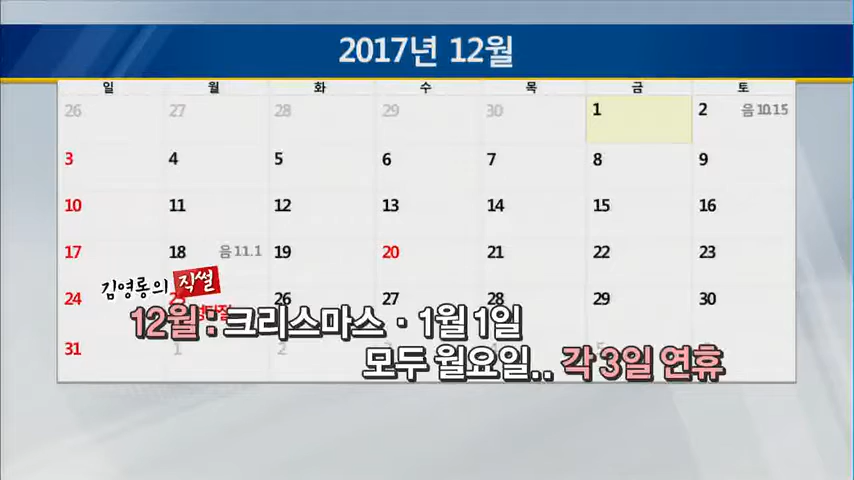 2017년 12월
일 월 화 수 목 금 토
26 27 28 29 30 1 2 음 10.15
3 4 5 6 7 8 9
10 11 12 13 14 15 16
17 18 음 11.1 19 20 21 22 23
김영롱의 직썰
24 25 26 27 28 29 30
12월 : 크리스마스 · 1월 1일
31 1 2
모두 월요일.. 각 3일 연휴